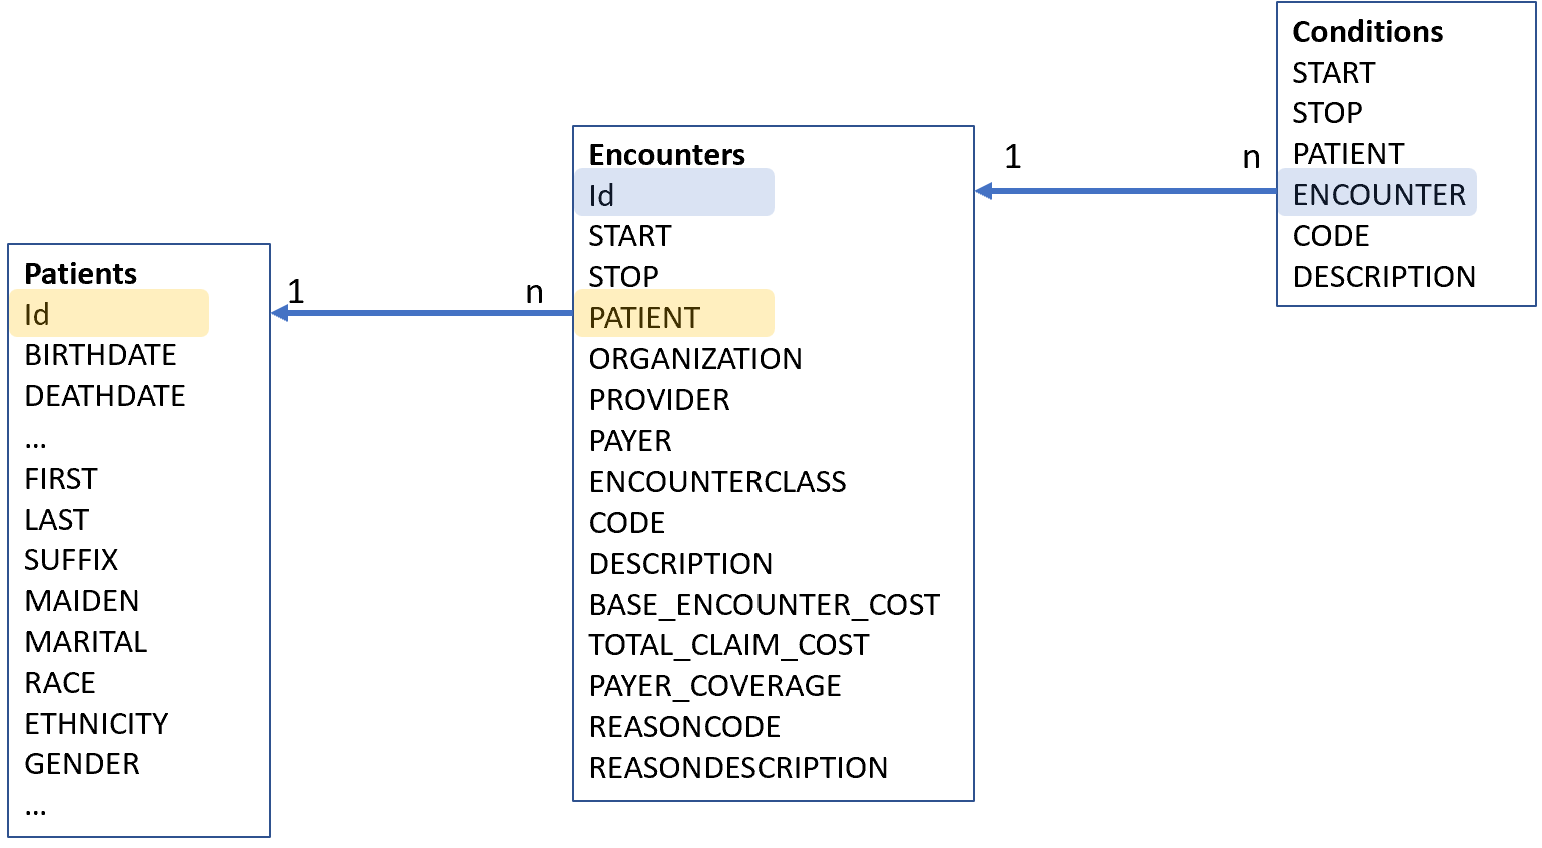 Patients
Id
BIRTHDATE
DEATHDATE
...
FIRST
LAST
SUFFIX
MAIDEN
MARITAL
RACE
ETHNICITY
GENDER
...
1
n
Encounters
Id
START
STOP
PATIENT
ORGANIZATION
PROVIDER
PAYER
ENCOUNTERCLASS
CODE
DESCRIPTION
BASE_ENCOUNTER_COST
TOTAL_CLAIM_COST
PAYER_COVERAGE
REASONCODE
REASONDESCRIPTION
1
n
Conditions
START
STOP
PATIENT
ENCOUNTER
CODE
DESCRIPTION